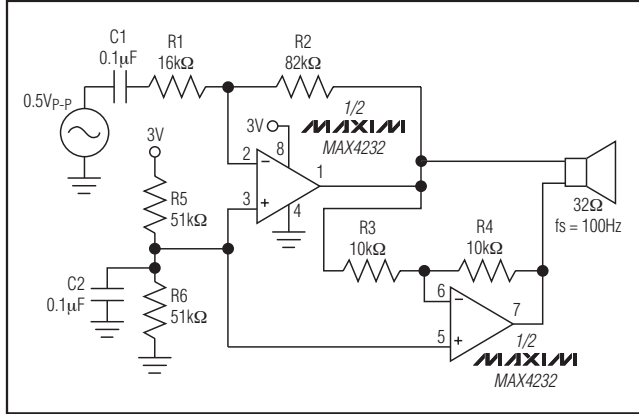 C1
0.1µF
R1
16kΩ
R2
82kΩ
0.5VP-P
3V
1/2
MAXIM
MAX4232
3V
8
2
−
1
3
+
4
R5
51kΩ
C2
0.1µF
R6
51kΩ
R3
10kΩ
R4
10kΩ
32Ω
fs = 100Hz
6
−
7
5
+
1/2
MAXIM
MAX4232